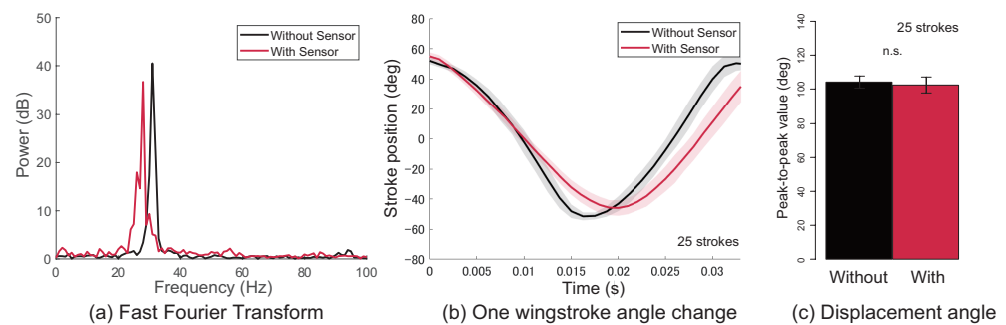 50
40
30
20
10
0
Power (dB)
Without Sensor
With Sensor
0
20
40
60
80
100
Frequency (Hz)
(a) Fast Fourier Transform
80
60
40
20
0
-20
-40
-60
-80
Stroke position (deg)
Without Sensor
With Sensor
25 strokes
0
0.005
0.01
0.015
0.02
0.025
0.03
Time (s)
(b) One wingstroke angle change
140
120
100
80
60
40
20
0
Peak-to-peak value (deg)
25 strokes
n.s.
Without
With
(c) Displacement angle